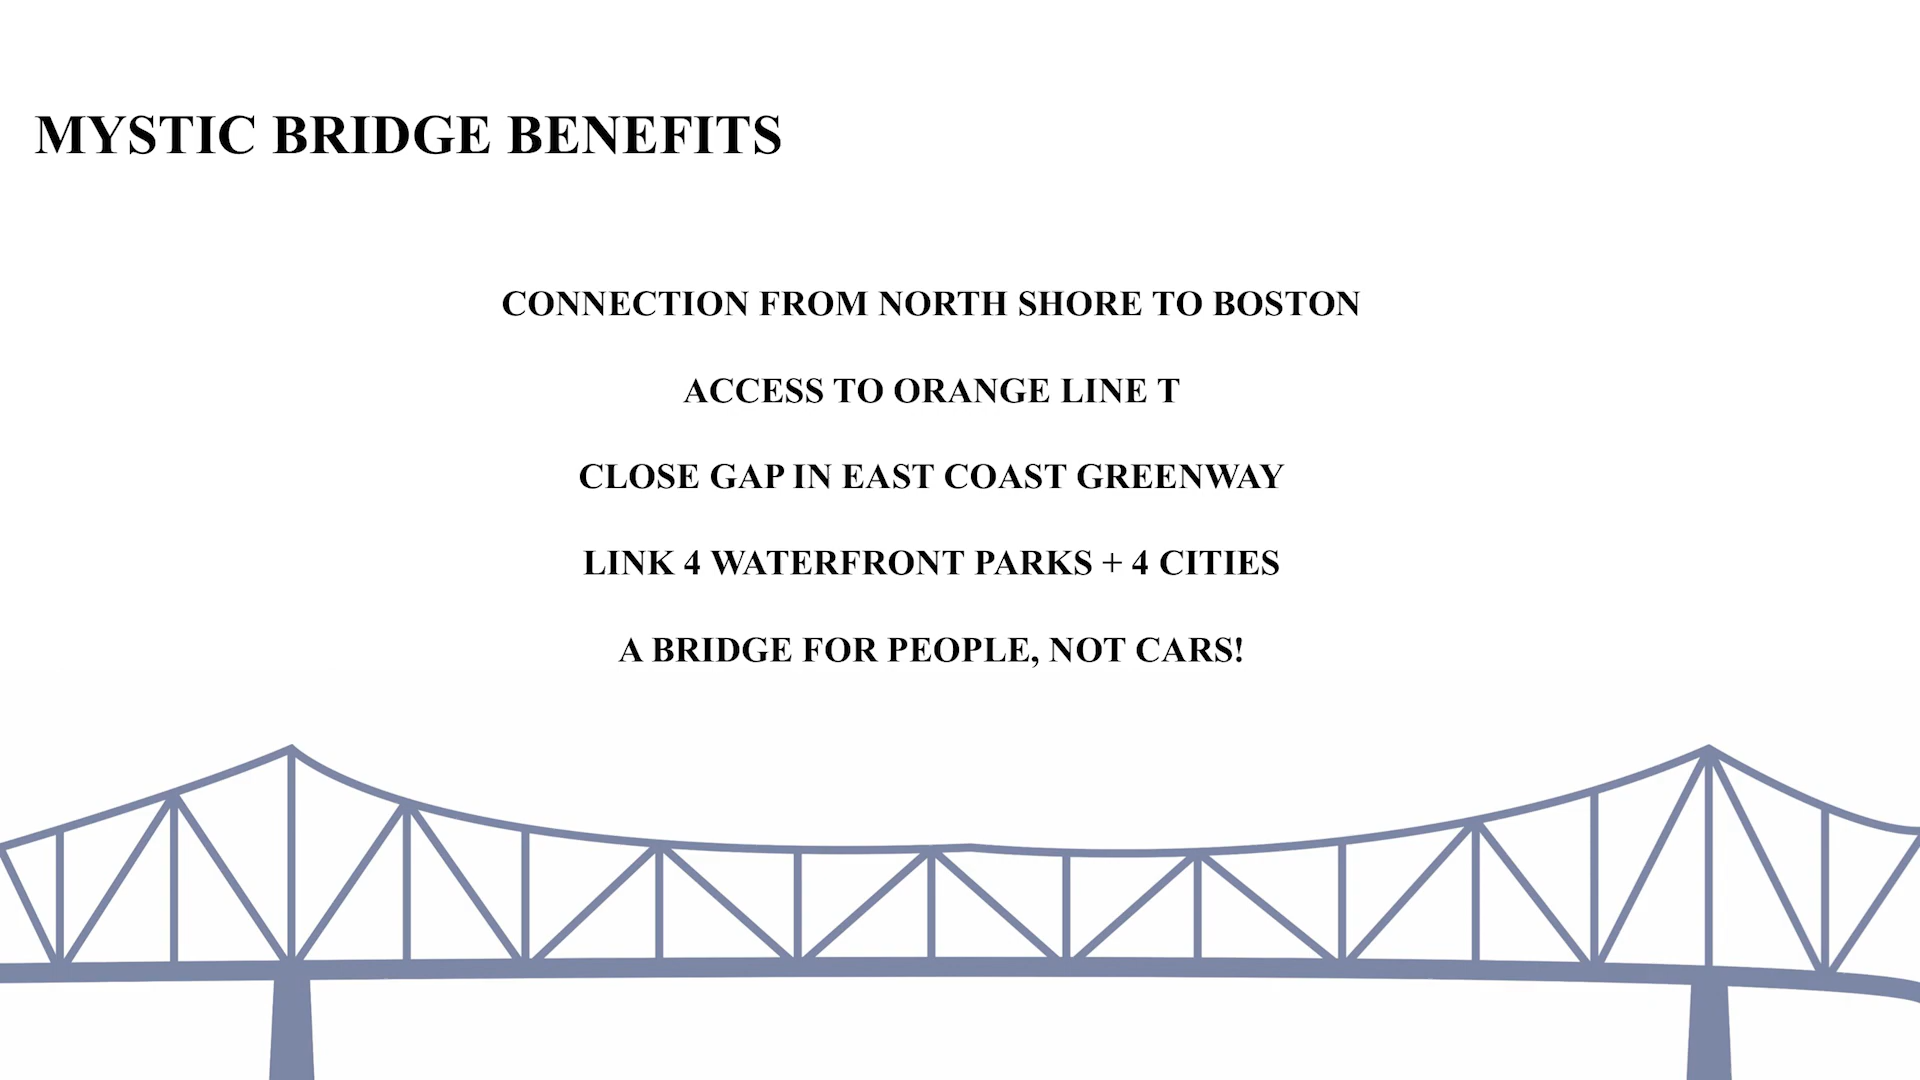 MYSTIC BRIDGE BENEFITS
CONNECTION FROM NORTH SHORE TO BOSTON
ACCESS TO ORANGE LINE T
CLOSE GAP IN EAST COAST GREENWAY
LINK 4 WATERFRONT PARKS + 4 CITIES
A BRIDGE FOR PEOPLE, NOT CARS!